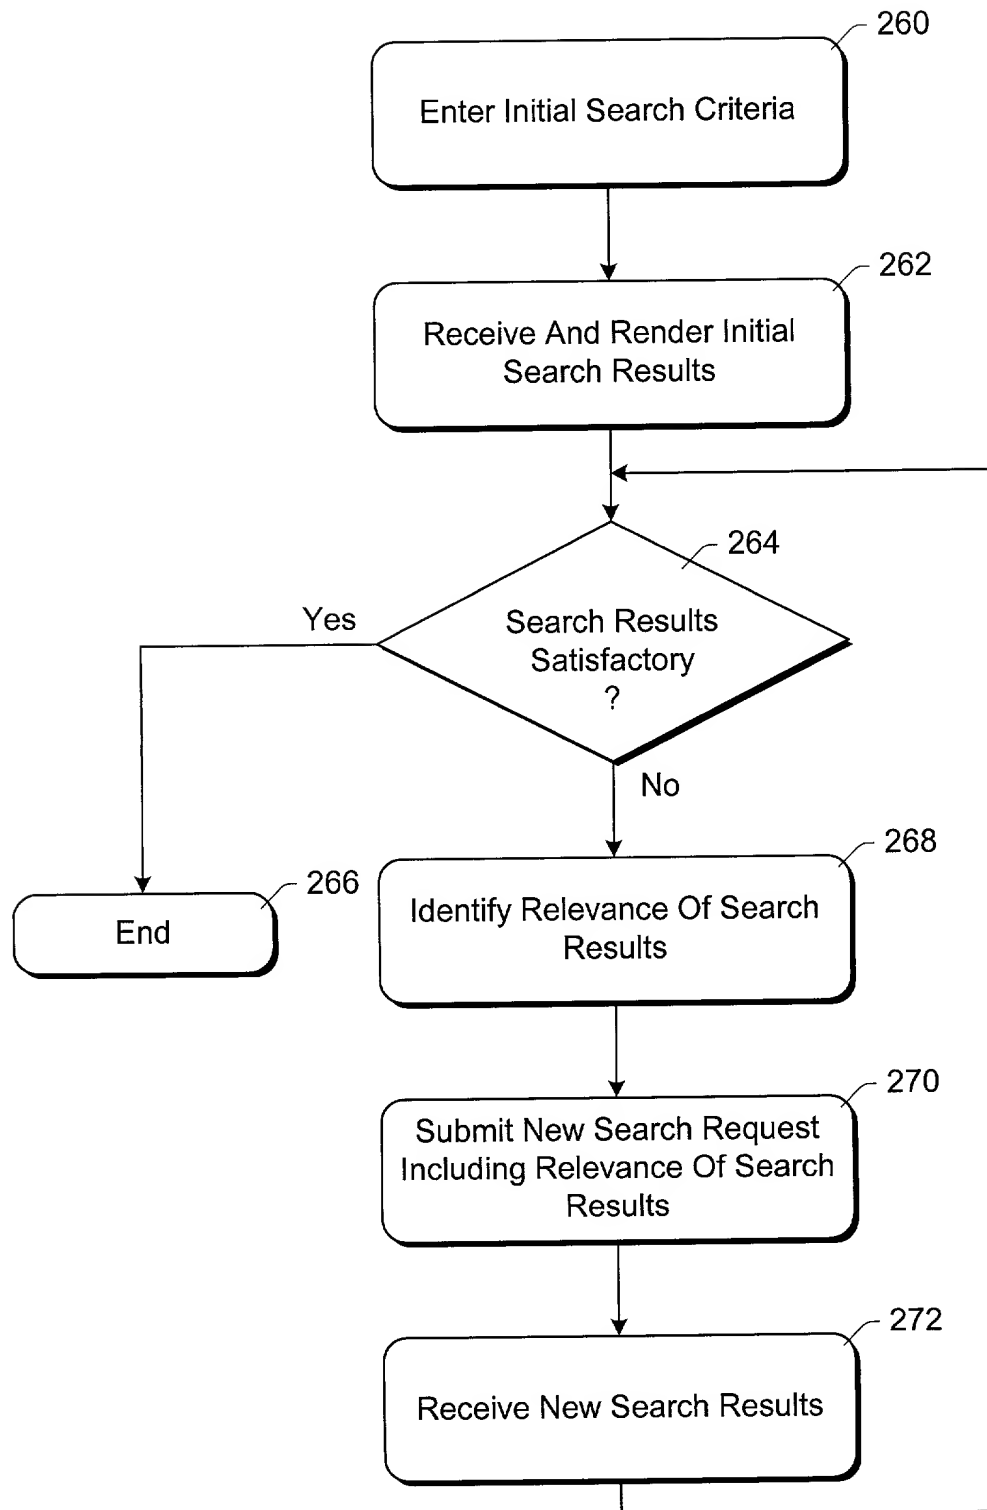 260
Enter Initial Search Criteria
262
Receive And Render Initial
Search Results
264
Yes
Search Results
Satisfactory
?
No
268
266
Identify Relevance Of Search
Results
End
270
Submit New Search Request
Including Relevance Of Search
Results
272
Receive New Search Results